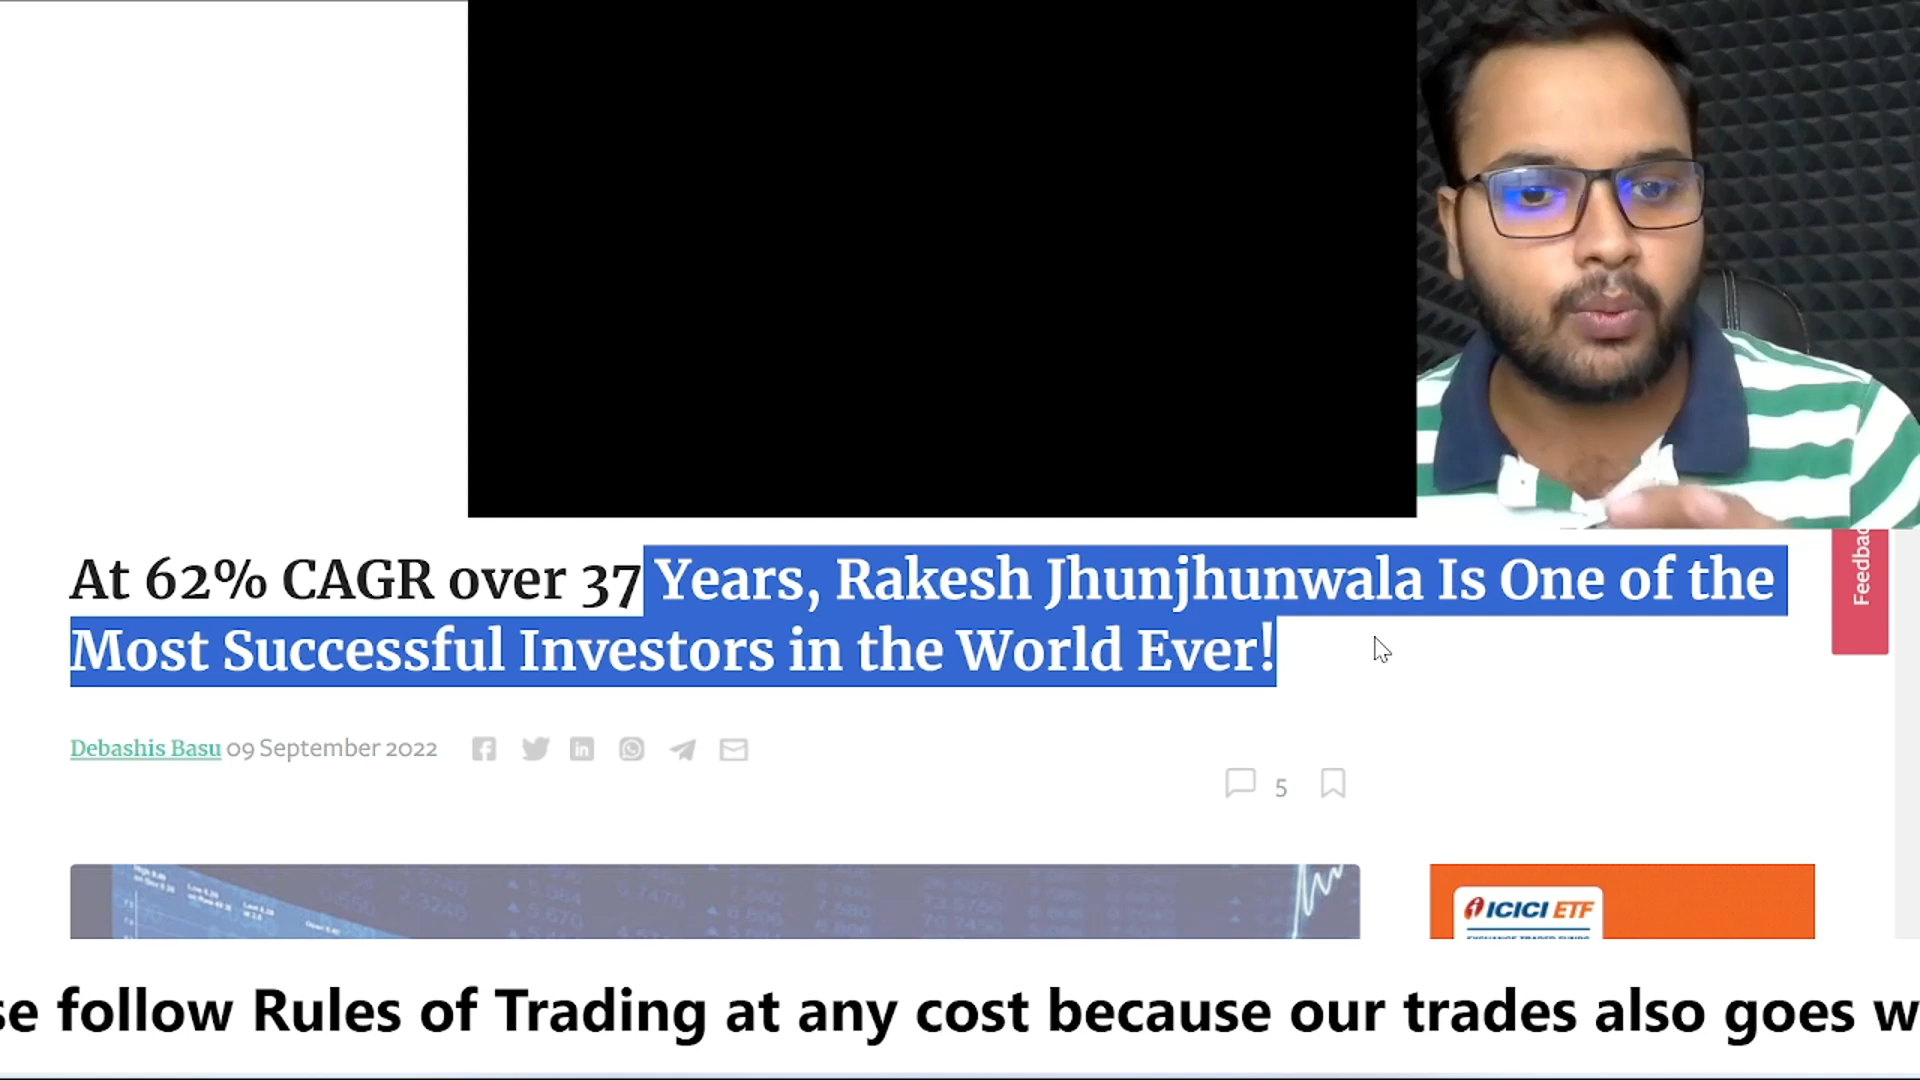 At 62% CAGR over 37 Years, Rakesh Jhunjhunwala Is One of the
Most Successful Investors in the World Ever!
Feedbac
Debashis Basu 09 September 2022
5
ICICI ETF
se follow Rules of Trading at any cost because our trades also goes w